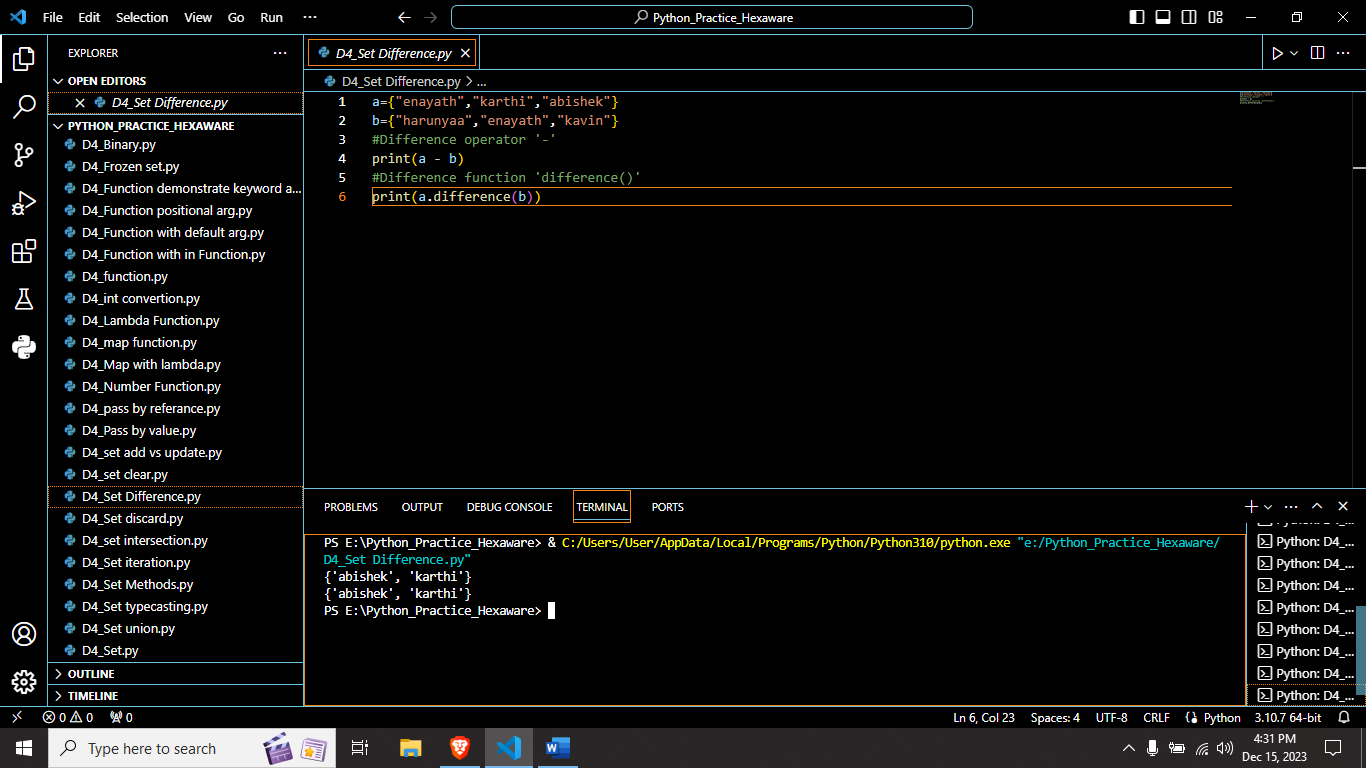 File Edit Selection View Go Run ···
Python_Practice_Hexaware
EXPLORER
OPEN EDITORS
D4_Set Difference.py
PYTHON_PRACTICE_HEXAWARE
D4_Binary.py
D4_Frozen set.py
D4_Function demonstrate keyword a...
D4_Function positional arg.py
D4_Function with default arg.py
D4_Function with in Function.py
D4_function.py
D4_int convertion.py
D4_Lambda Function.py
D4_map function.py
D4_Map with lambda.py
D4_Number Function.py
D4_pass by referance.py
D4_Pass by value.py
D4_set add vs update.py
D4_set clear.py
D4_Set Difference.py
D4_Set discard.py
D4_set intersection.py
D4_Set iteration.py
D4_Set Methods.py
D4_Set typecasting.py
D4_Set union.py
D4_Set.py
OUTLINE
TIMELINE
D4_Set Difference.py
D4_Set Difference.py > ...
1 a={"enayath","karthi","abishek"}
2 b={"harunyaa","enayath","kavin"}
3 #Difference operator '-'
4 print(a - b)
5 #Difference function 'difference()'
6 print(a.difference(b))
PROBLEMS OUTPUT DEBUG CONSOLE TERMINAL PORTS
PS E:\Python_Practice_Hexaware> & C:/Users/User/AppData/Local/Programs/Python/Python310/python.exe "e:/Python_Practice_Hexaware/
D4_Set Difference.py"
{'abishek', 'karthi'}
{'abishek', 'karthi'}
PS E:\Python_Practice_Hexaware>
Python: D4_...
Python: D4_...
Python: D4_...
Python: D4_...
Python: D4_...
Python: D4_...
Python: D4_...
Python: D4_...
0 0 0
Ln 6, Col 23 Spaces: 4 UTF-8 CRLF Python 3.10.7 64-bit
Type here to search
4:31 PM
Dec 15, 2023